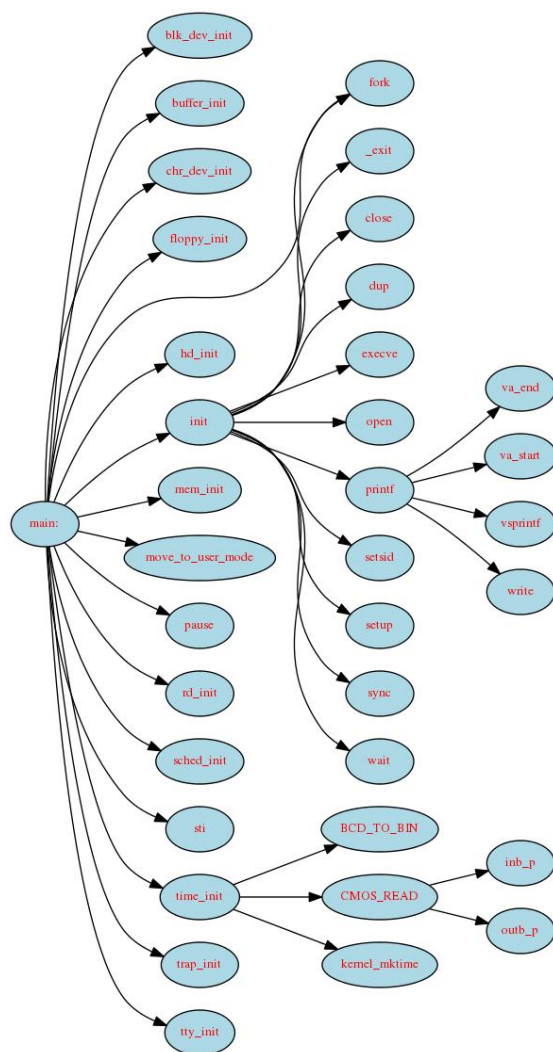 main:
blk_dev_init
buffer_init
chr_dev_init
floppy_init
hd_init
init
mem_init
move_to_user_mode
pause
rd_init
sched_init
sti
time_init
trap_init
tty_init
fork
_exit
close
dup
execve
open
printf
setsid
setup
sync
wait
BCD_TO_BIN
CMOS_READ
kernel_mktime
va_end
va_start
vsprintf
write
inb_p
outb_p